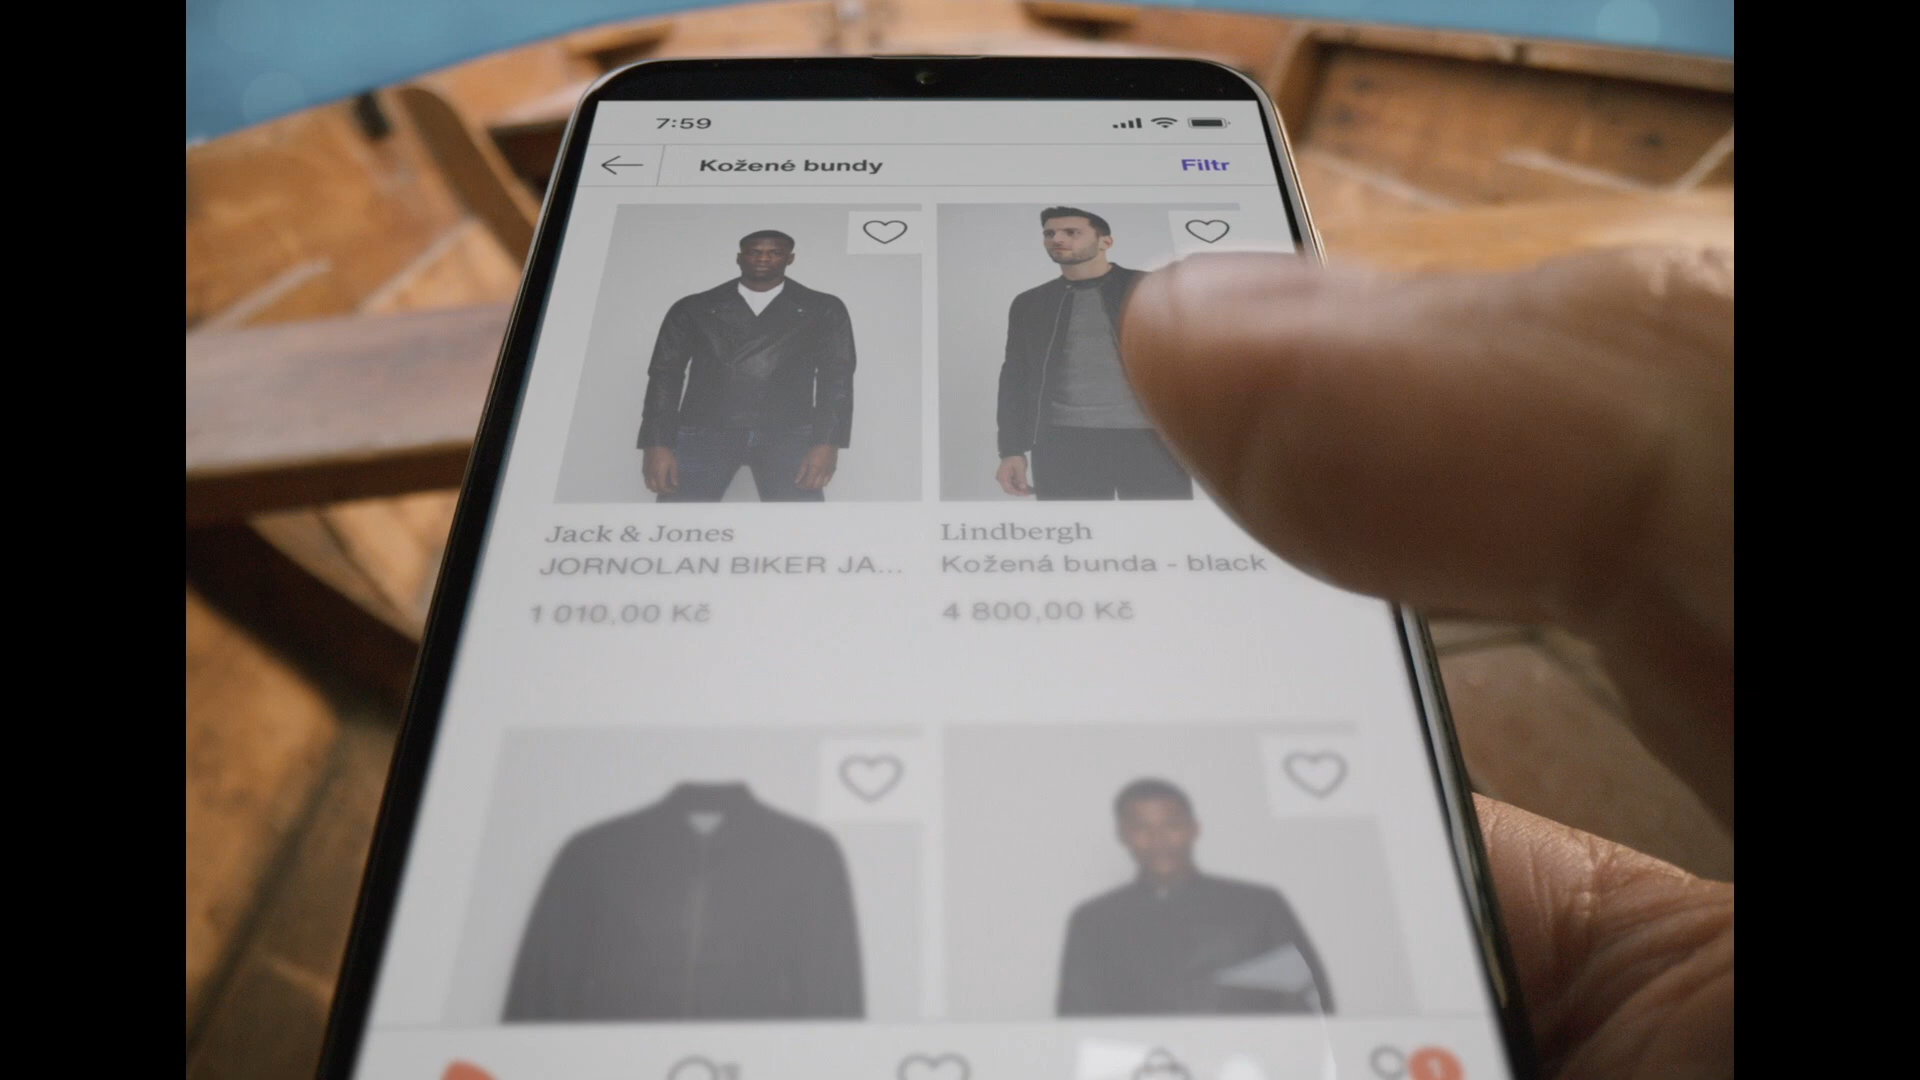 7:59
Kožené bundy
Filtr
Jack & Jones
JORNOLAN BIKER JA...
1 010,00 Kč
Lindbergh
Kožená bunda - black
4 800,00 Kč
1